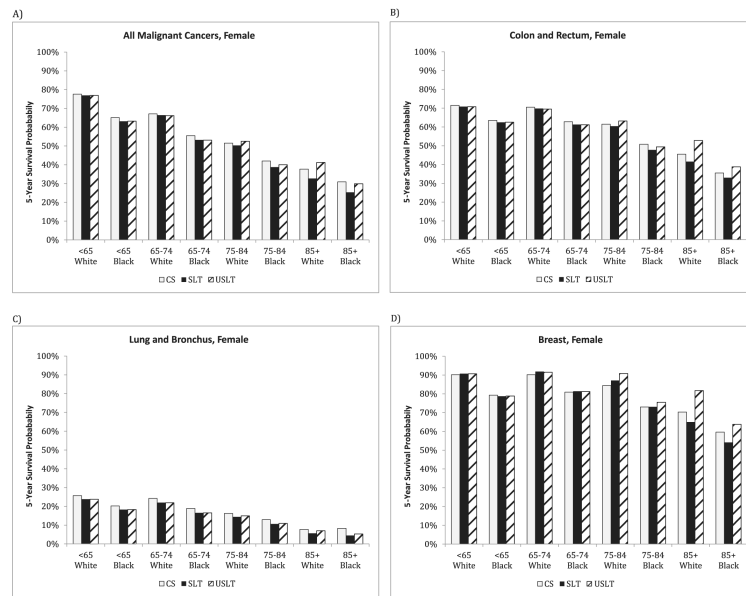 A)
All Malignant Cancers, Female
5-Year Survival Probabability
100%
90%
80%
70%
60%
50%
40%
30%
20%
10%
0%
<65 <65 65-74 65-74 75-84 75-84 85+ 85+
White Black White Black White Black White Black
CS SLT USLT
B)
Colon and Rectum, Female
5-Year Survival Probabability
100%
90%
80%
70%
60%
50%
40%
30%
20%
10%
0%
<65 <65 65-74 65-74 75-84 75-84 85+ 85+
White Black White Black White Black White Black
CS SLT USLT
C)
Lung and Bronchus, Female
5-Year Survival Probabability
100%
90%
80%
70%
60%
50%
40%
30%
20%
10%
0%
<65 <65 65-74 65-74 75-84 75-84 85+ 85+
White Black White Black White Black White Black
CS SLT USLT
D)
Breast, Female
5-Year Survival Probabability
100%
90%
80%
70%
60%
50%
40%
30%
20%
10%
0%
<65 <65 65-74 65-74 75-84 75-84 85+ 85+
White Black White Black White Black White Black
CS SLT USLT